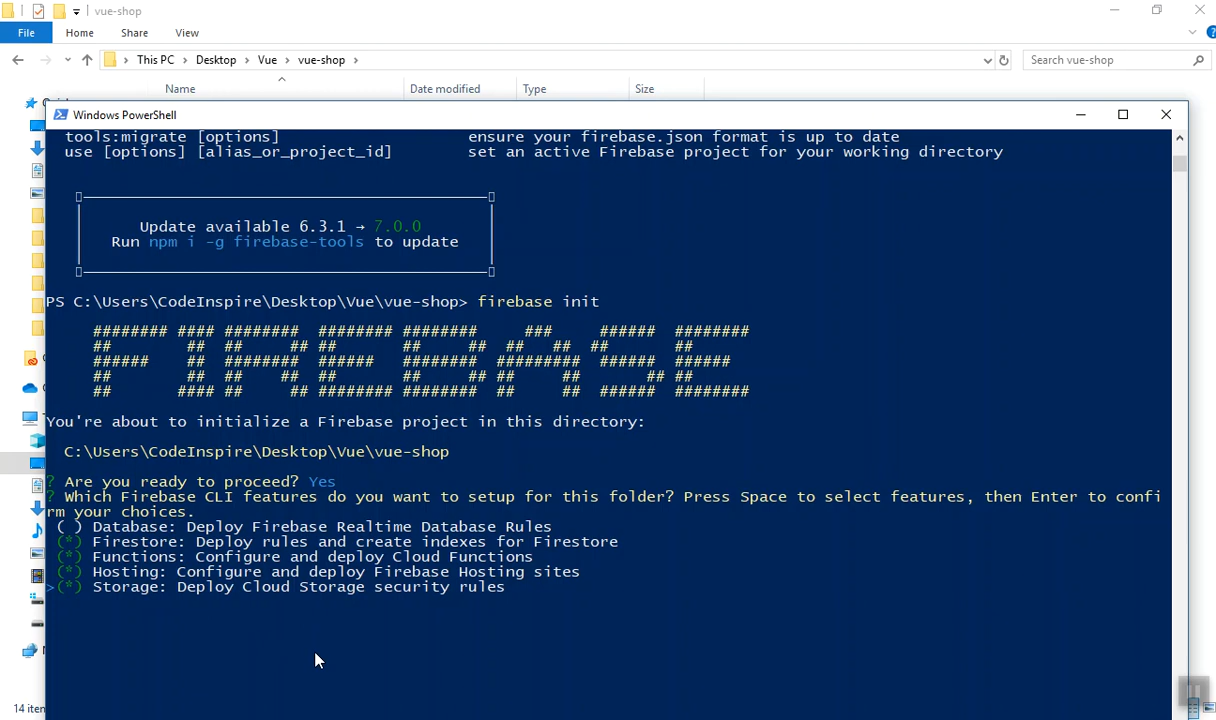 vue-shop
File Home Share View
This PC Desktop Vue vue-shop
Search vue-shop
Name Date modified Type Size
Windows PowerShell
tools:migrate [options] ensure your firebase.json format is up to date
use [options] [alias_or_project_id] set an active Firebase project for your working directory
Update available 6.3.1 → 7.0.0
Run npm i -g firebase-tools to update
PS C:\Users\CodeInspire\Desktop\Vue\vue-shop> firebase init
FIREBASE
You're about to initialize a Firebase project in this directory:
C:\Users\CodeInspire\Desktop\Vue\vue-shop
? Are you ready to proceed? Yes
? Which Firebase CLI features do you want to setup for this folder? Press Space to select features, then Enter to confi
rm your choices.
( ) Database: Deploy Firebase Realtime Database Rules
(*) Firestore: Deploy rules and create indexes for Firestore
(*) Functions: Configure and deploy Cloud Functions
(*) Hosting: Configure and deploy Firebase Hosting sites
>(*) Storage: Deploy Cloud Storage security rules
14